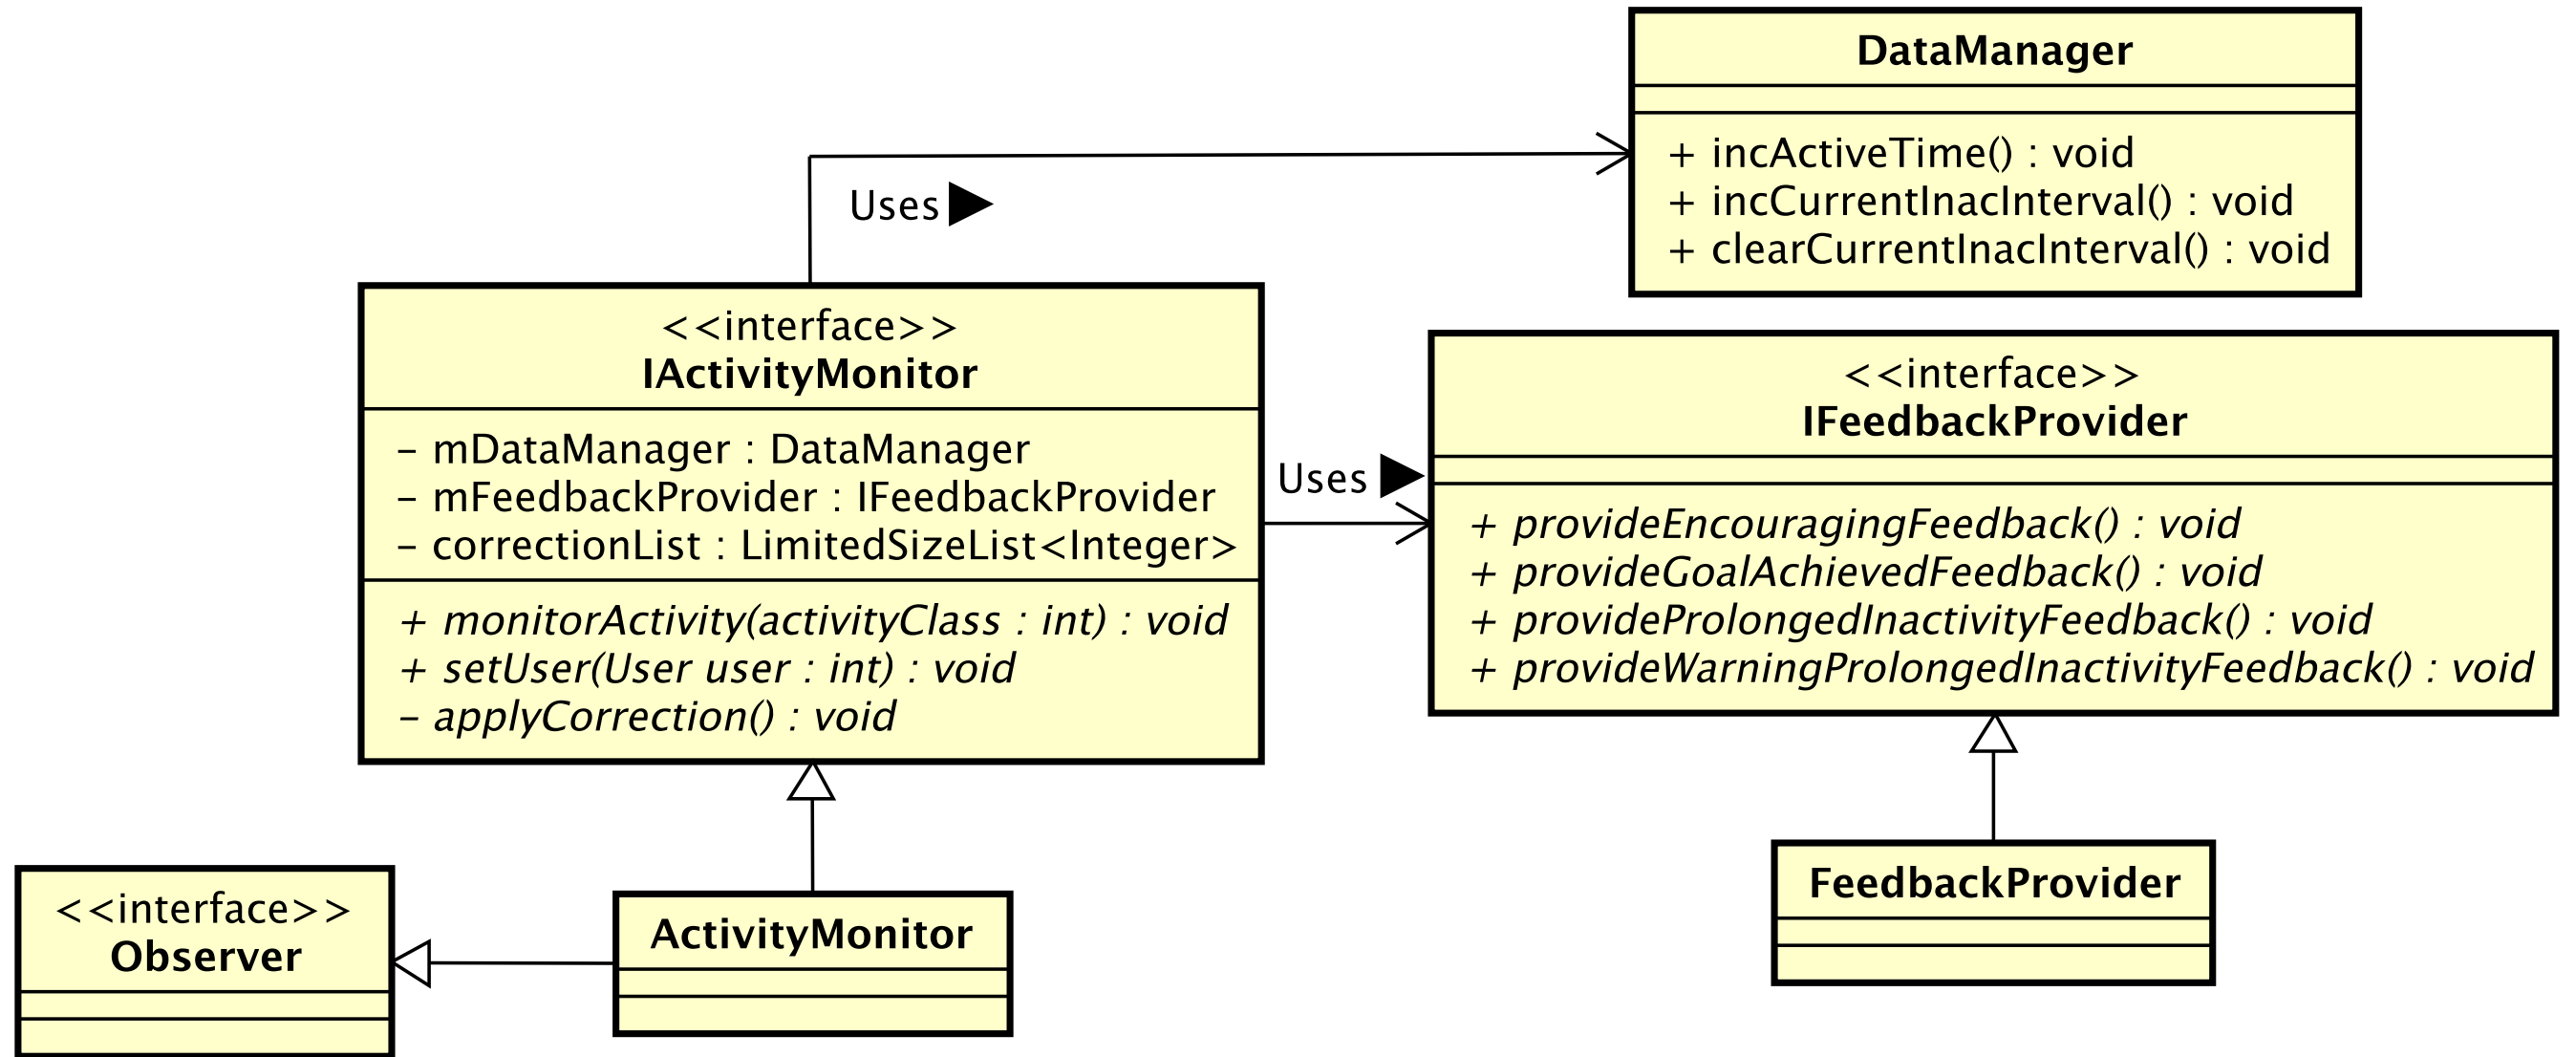 DataManager
+ incActiveTime() : void
+ incCurrentInacInterval() : void
+ clearCurrentInacInterval() : void
Uses
<<interface>>
IActivityMonitor
– mDataManager : DataManager
– mFeedbackProvider : IFeedbackProvider
– correctionList : LimitedSizeList<Integer>
+ monitorActivity(activityClass : int) : void
+ setUser(User user : int) : void
– applyCorrection() : void
Uses
<<interface>>
IFeedbackProvider
+ provideEncouragingFeedback() : void
+ provideGoalAchievedFeedback() : void
+ provideProlongedInactivityFeedback() : void
+ provideWarningProlongedInactivityFeedback() : void
<<interface>>
Observer
ActivityMonitor
FeedbackProvider